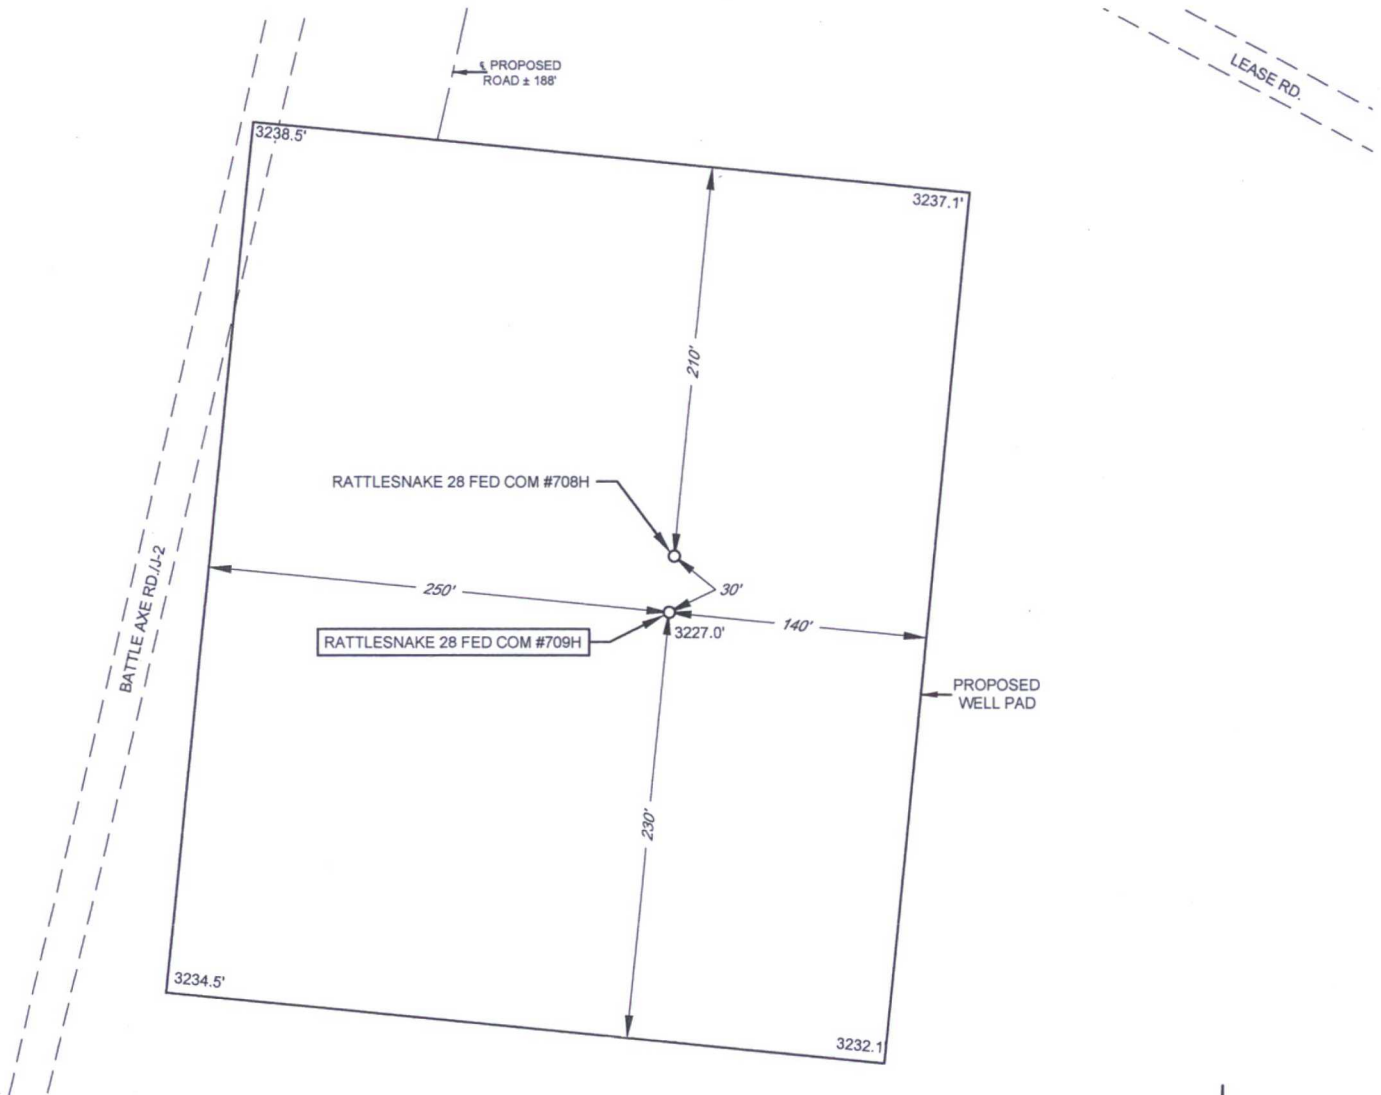 ℄ PROPOSED
ROAD ± 188'
LEASE RD.
3238.5'
3237.1'
210'
RATTLESNAKE 28 FED COM #708H
BATTLE AXE RD./J-2
250'
30'
140'
3227.0'
RATTLESNAKE 28 FED COM #709H
PROPOSED
WELL PAD
230'
3234.5'
3232.1